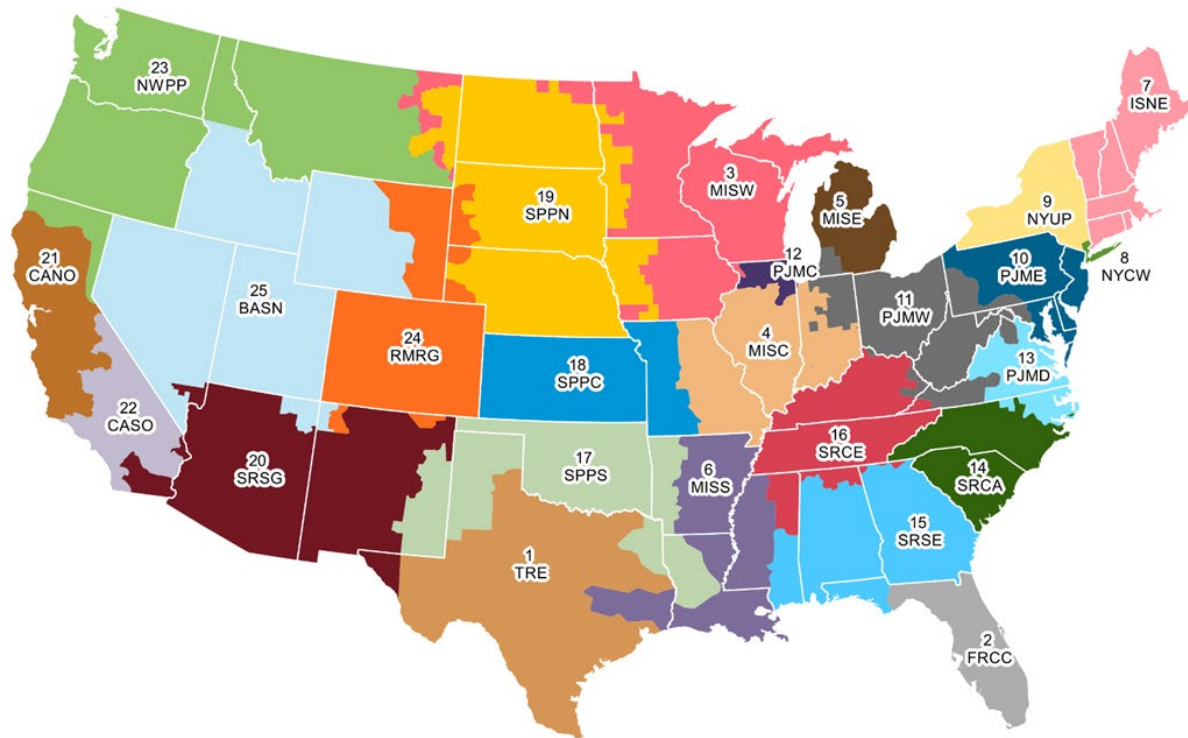 7
ISNE
23
NWPP
3
MISW
19
SPPN
5
MISE
9
NYUP
8
NYCW
21
CANO
12
PJMC
10
PJME
25
BASN
11
PJMW
24
RMRG
4
MISC
18
SPPC
13
PJMD
22
CASO
16
SRCE
20
SRSG
17
SPPS
6
MISS
14
SRCA
15
SRSE
1
TRE
2
FRCC